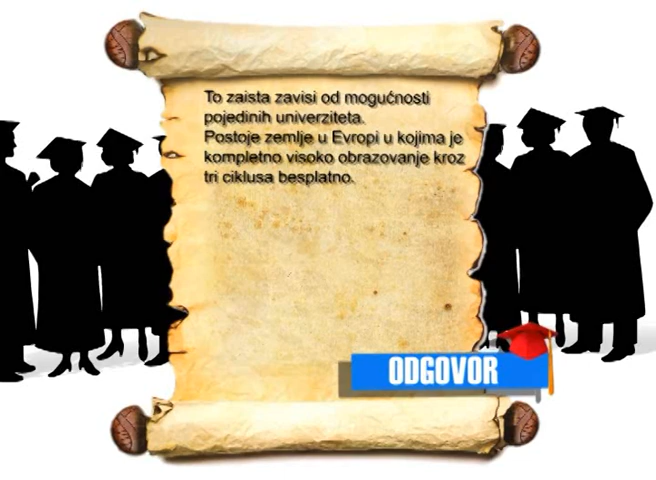 To zaista zavisi od mogućnosti
pojedinih univerziteta.
Postoje zemlje u Evropi u kojima je
kompletno visoko obrazovanje kroz
tri ciklusa besplatno.
ODGOVOR